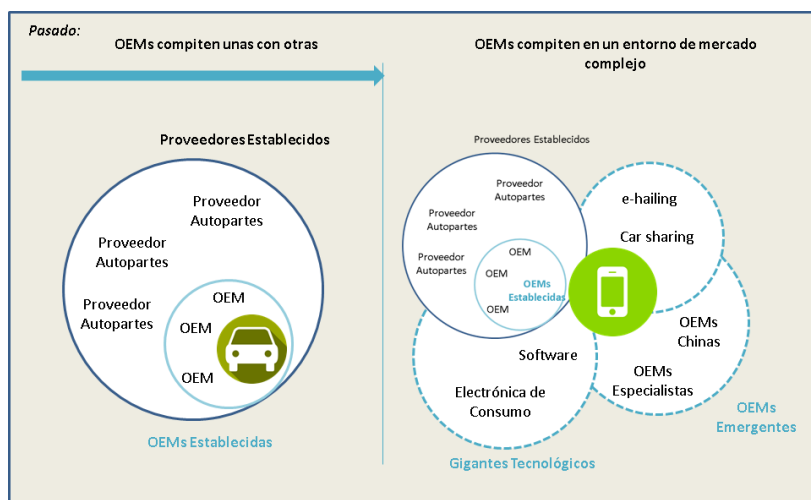 Pasado:
OEMs compiten unas con otras
Proveedores Establecidos
Proveedor
Autopartes
Proveedor
Autopartes
Proveedor
Autopartes
OEM
OEM
OEM
OEMs Establecidas
OEMs compiten en un entorno de mercado
complejo
Proveedores Establecidos
Proveedor
Autopartes
Proveedor
Autopartes
Proveedor
Autopartes
OEM
OEM
OEMs
Establecidas
OEM
e-hailing
Car sharing
OEMs
Chinas
OEMs
Especialistas
OEMs
Emergentes
Software
Electrónica de
Consumo
Gigantes Tecnológicos